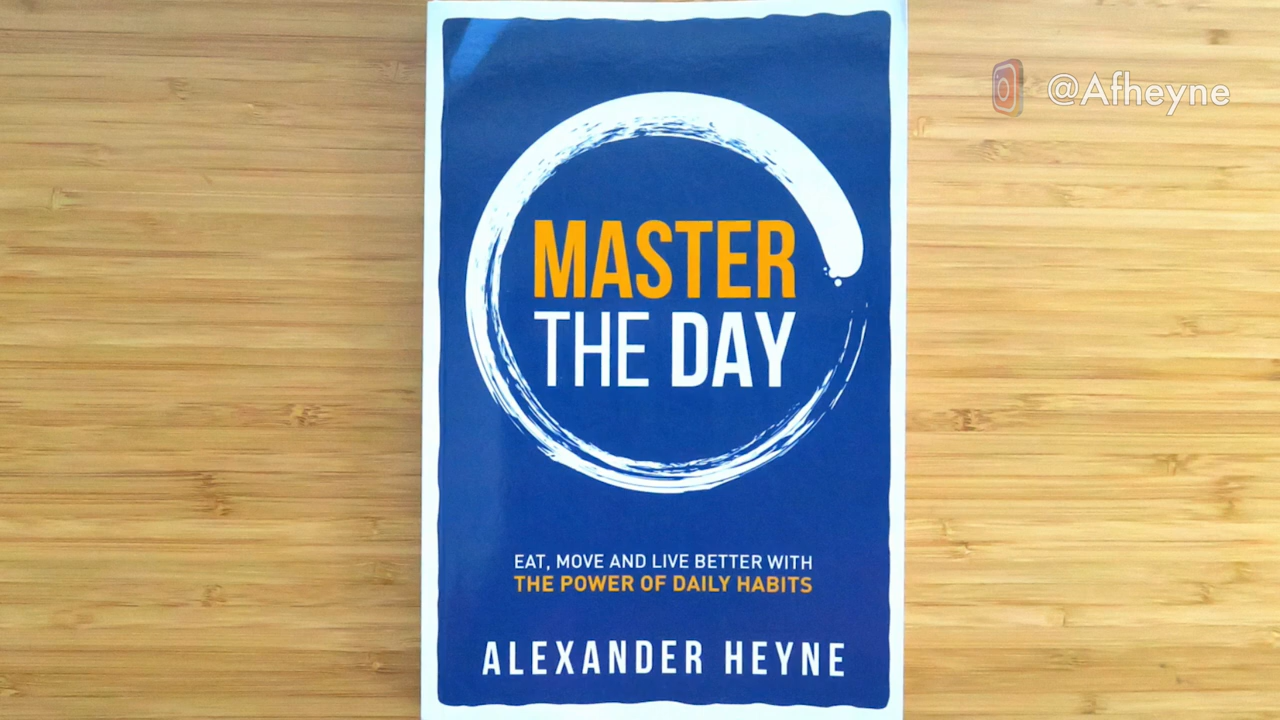 @Afheyne
MASTER
THE DAY
EAT, MOVE AND LIVE BETTER WITH
THE POWER OF DAILY HABITS
ALEXANDER HEYNE